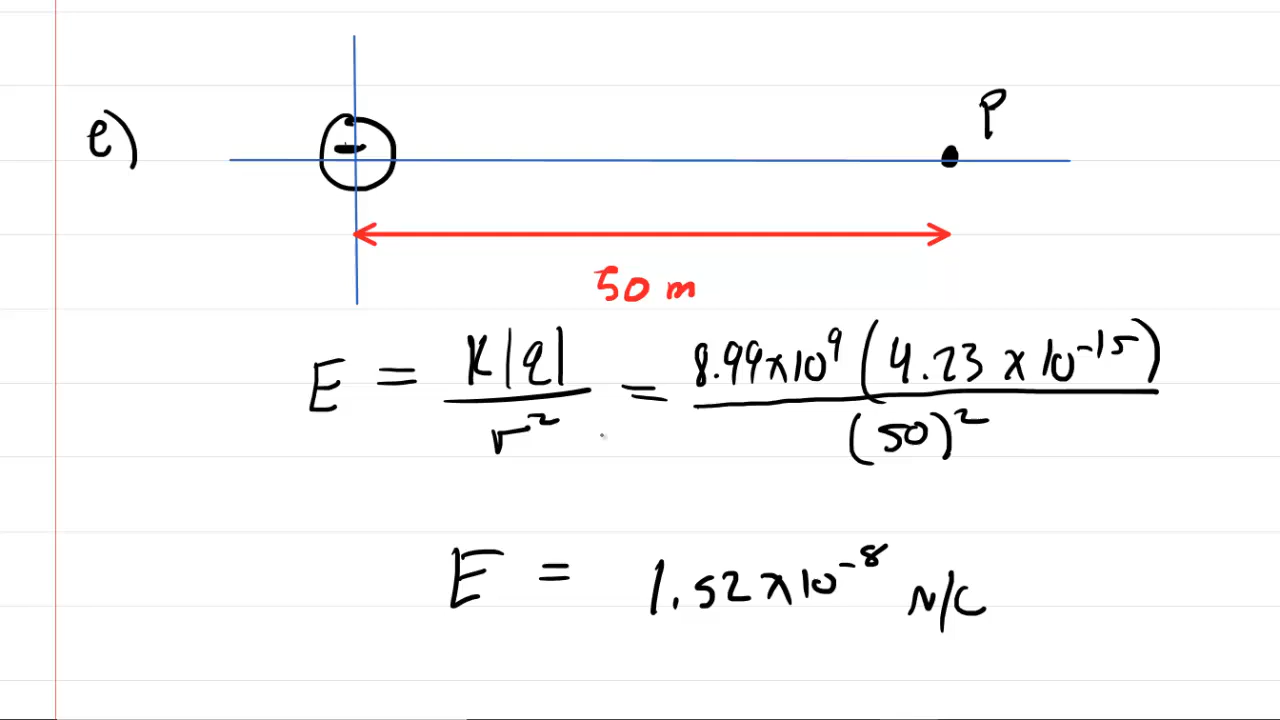 e)
P
50 m
E = K|q| / r² = 8.99x10⁹ (4.23 x 10⁻¹⁵) / (50)²
E = 1.52x10⁻⁸ N/C